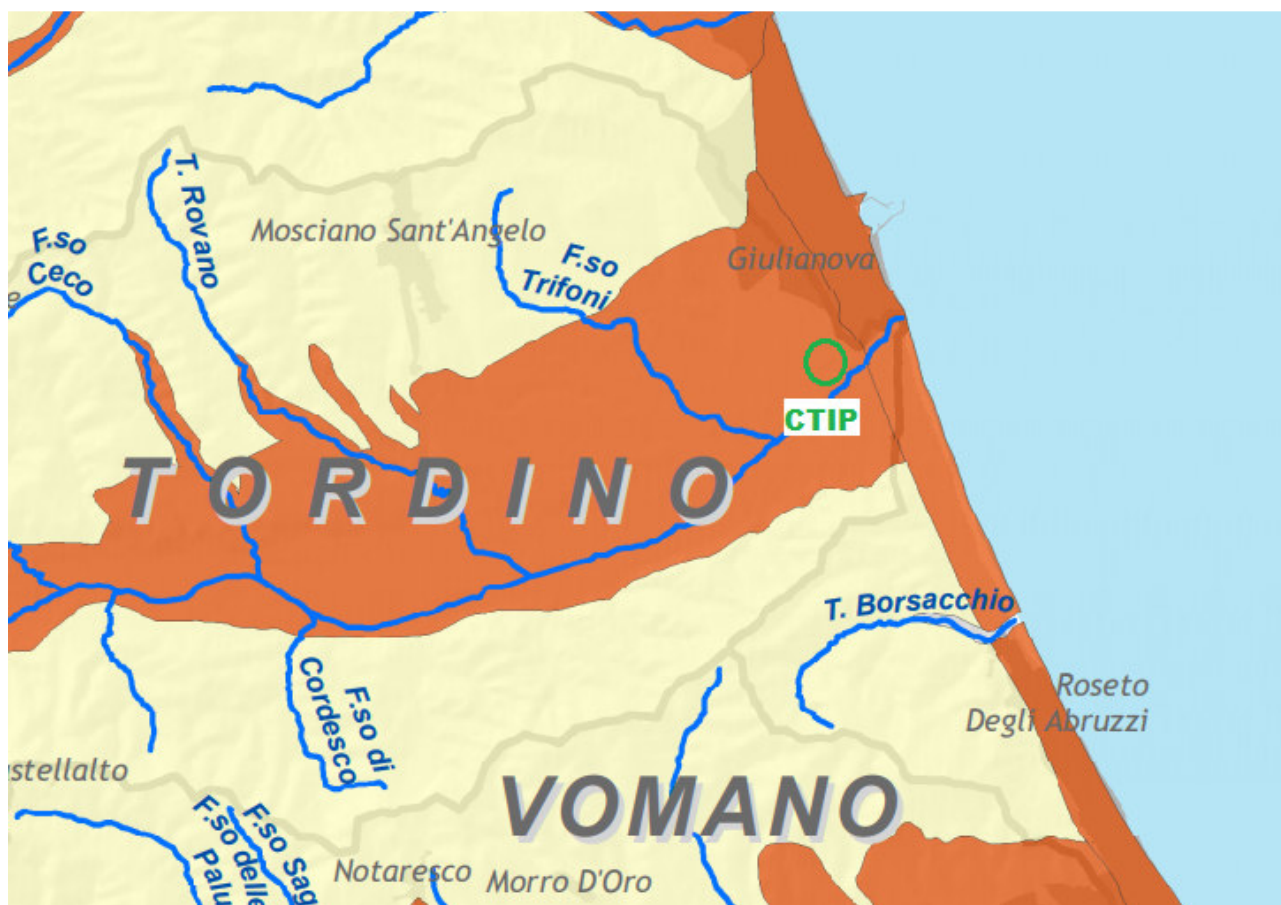 T. Rovano
Mosciano Sant'Angelo
F.so
Ceco
F.so
Trifoni
Giulianova
CTIP
TORDINO
T. Borsacchio
Roseto
Degli Abruzzi
F.so di
Cordesco
stellalto
VOMANO
F.so Sag
F.so delle
Palu
Notaresco
Morro D'Oro